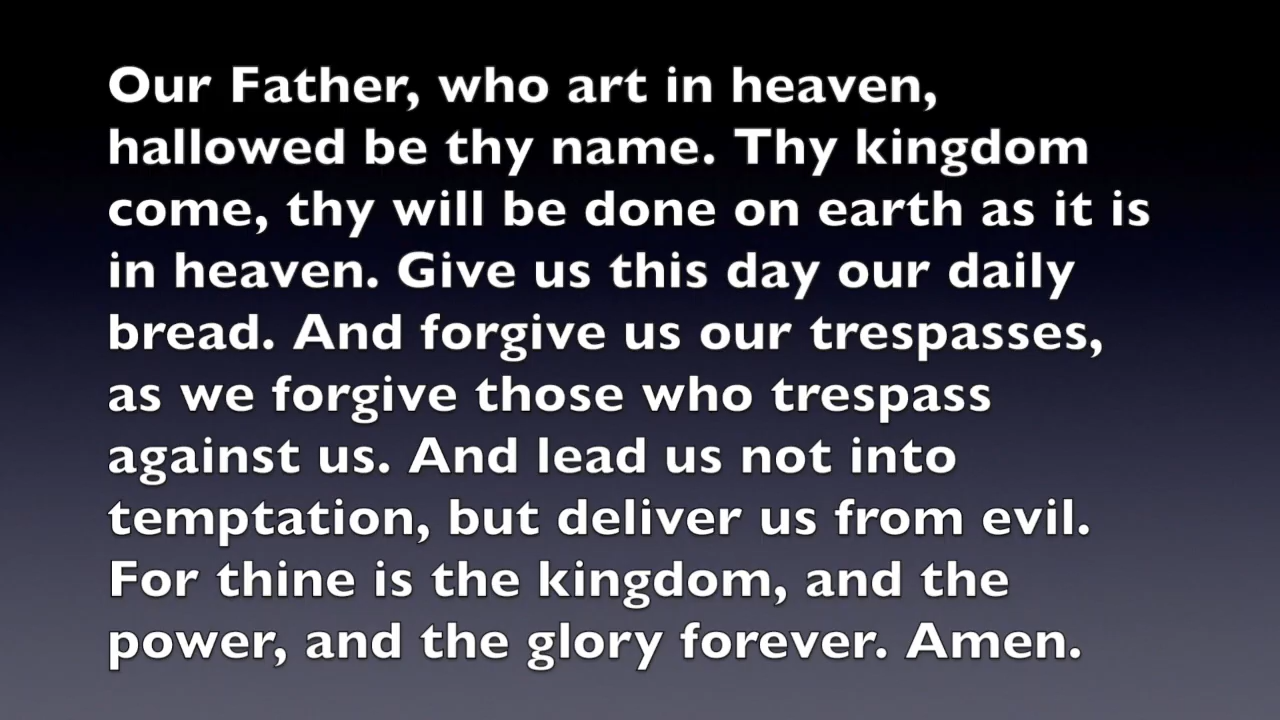 Our Father, who art in heaven,
hallowed be thy name. Thy kingdom
come, thy will be done on earth as it is
in heaven. Give us this day our daily
bread. And forgive us our trespasses,
as we forgive those who trespass
against us. And lead us not into
temptation, but deliver us from evil.
For thine is the kingdom, and the
power, and the glory forever. Amen.